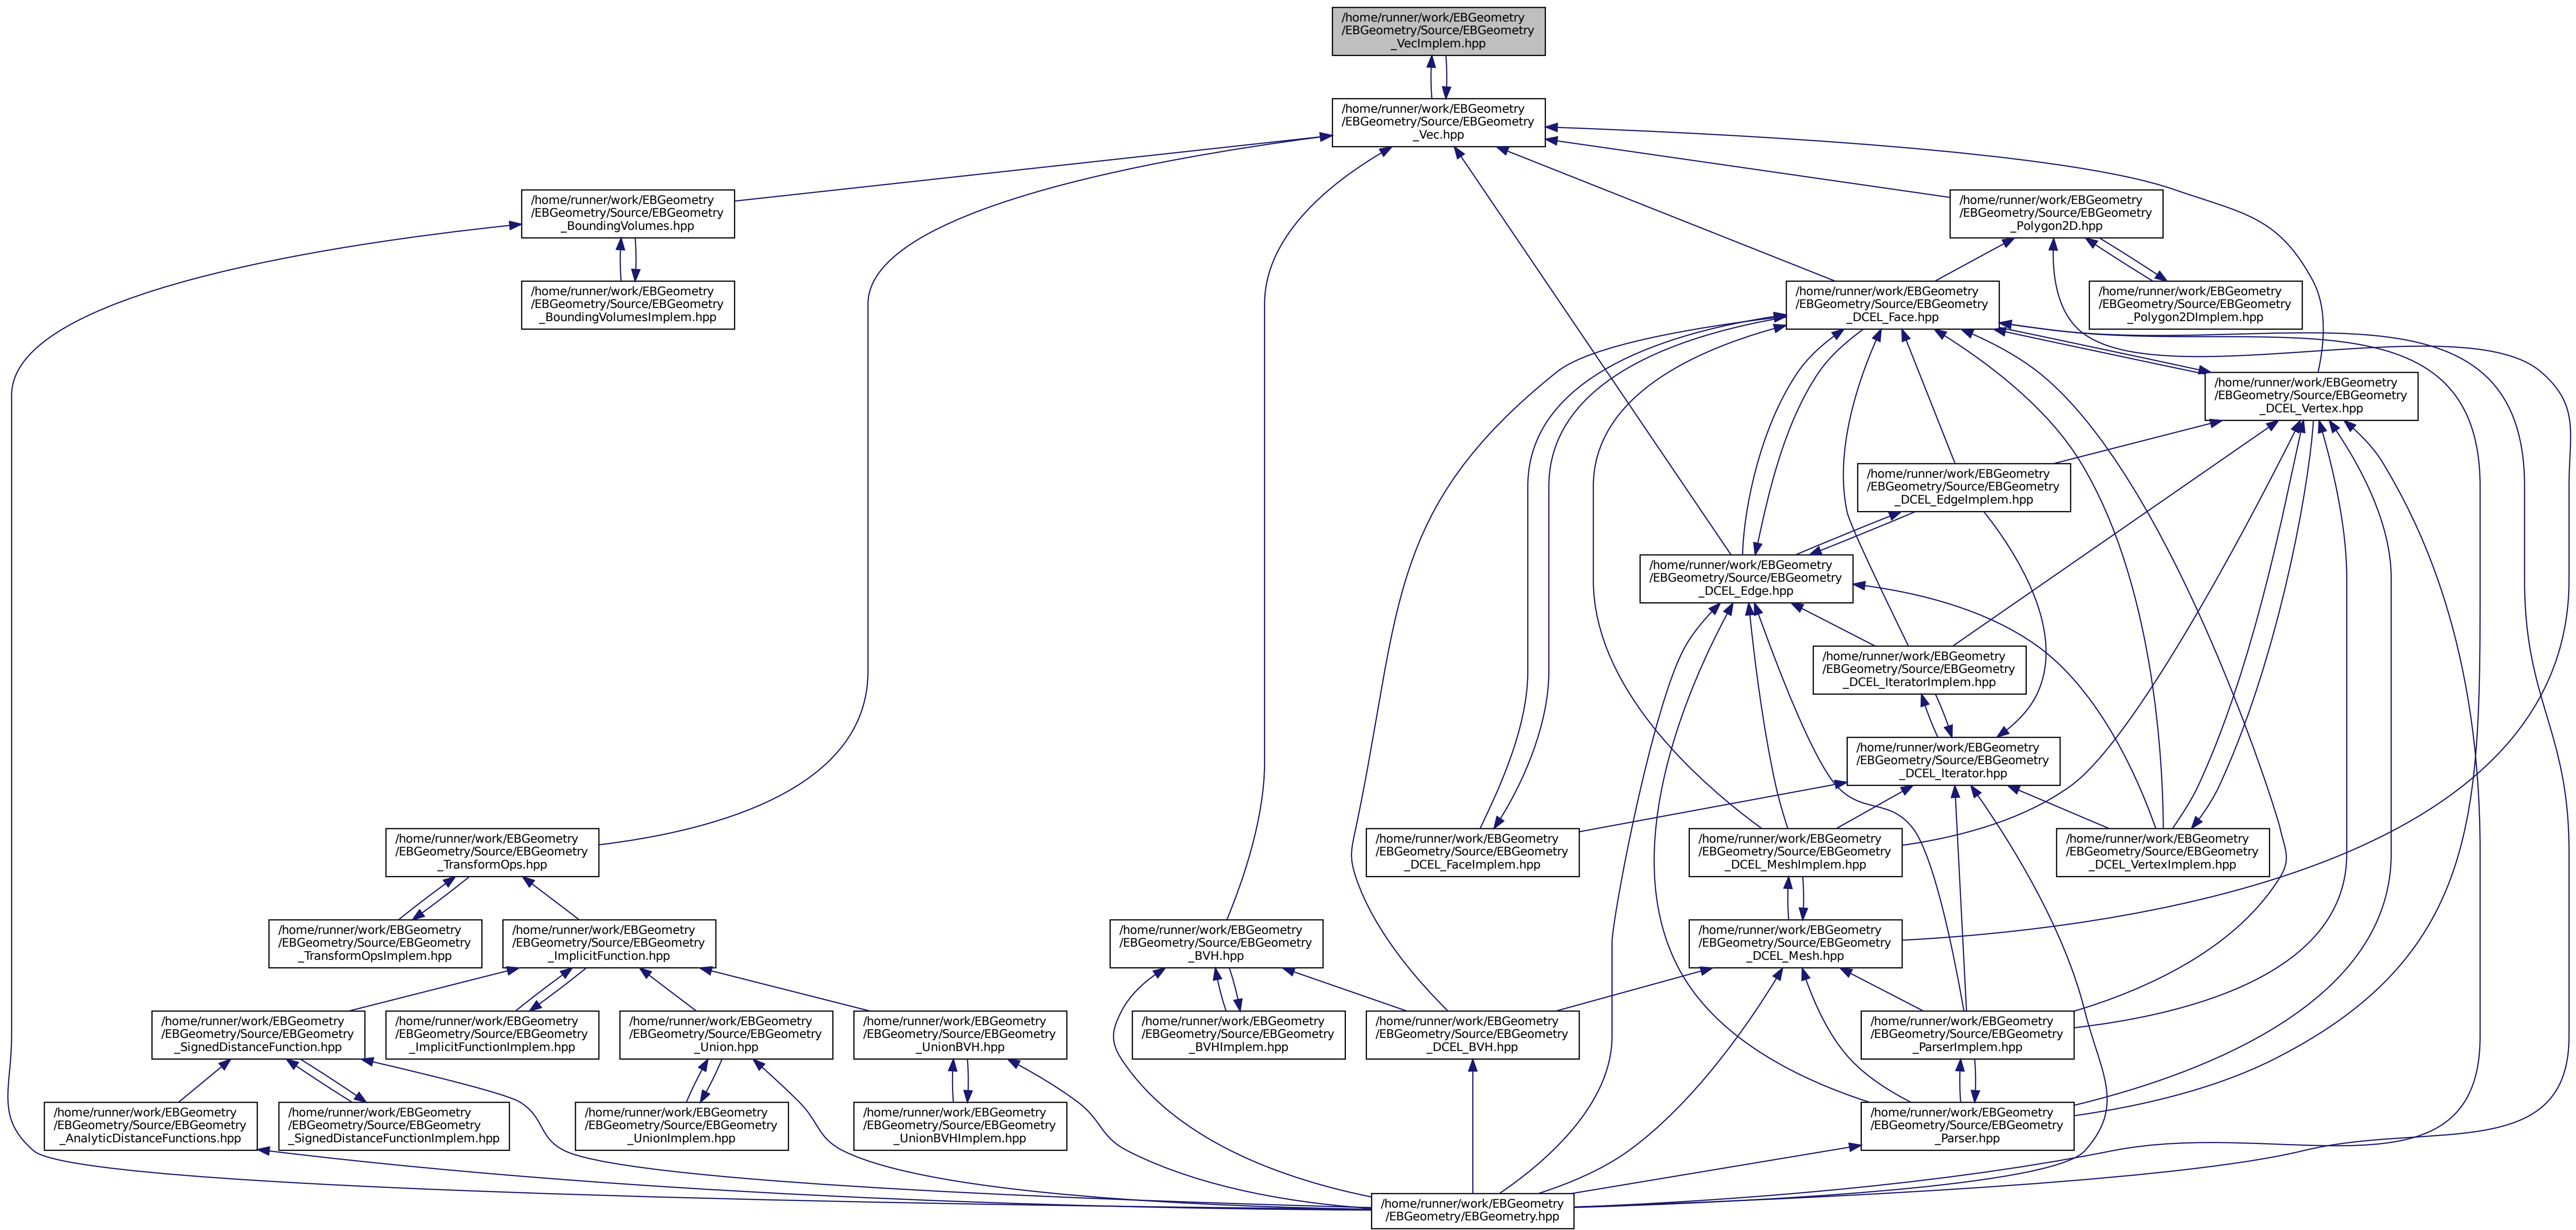 /home/runner/work/EBGeometry
/EBGeometry/Source/EBGeometry
_VecImplem.hpp
/home/runner/work/EBGeometry
/EBGeometry/Source/EBGeometry
_Vec.hpp
/home/runner/work/EBGeometry
/EBGeometry/Source/EBGeometry
_BoundingVolumes.hpp
/home/runner/work/EBGeometry
/EBGeometry/Source/EBGeometry
_Polygon2D.hpp
/home/runner/work/EBGeometry
/EBGeometry/Source/EBGeometry
_BoundingVolumesImplem.hpp
/home/runner/work/EBGeometry
/EBGeometry/Source/EBGeometry
_DCEL_Face.hpp
/home/runner/work/EBGeometry
/EBGeometry/Source/EBGeometry
_Polygon2DImplem.hpp
/home/runner/work/EBGeometry
/EBGeometry/Source/EBGeometry
_DCEL_Vertex.hpp
/home/runner/work/EBGeometry
/EBGeometry/Source/EBGeometry
_DCEL_EdgeImplem.hpp
/home/runner/work/EBGeometry
/EBGeometry/Source/EBGeometry
_DCEL_Edge.hpp
/home/runner/work/EBGeometry
/EBGeometry/Source/EBGeometry
_DCEL_IteratorImplem.hpp
/home/runner/work/EBGeometry
/EBGeometry/Source/EBGeometry
_DCEL_Iterator.hpp
/home/runner/work/EBGeometry
/EBGeometry/Source/EBGeometry
_TransformOps.hpp
/home/runner/work/EBGeometry
/EBGeometry/Source/EBGeometry
_DCEL_FaceImplem.hpp
/home/runner/work/EBGeometry
/EBGeometry/Source/EBGeometry
_DCEL_MeshImplem.hpp
/home/runner/work/EBGeometry
/EBGeometry/Source/EBGeometry
_DCEL_VertexImplem.hpp
/home/runner/work/EBGeometry
/EBGeometry/Source/EBGeometry
_TransformOpsImplem.hpp
/home/runner/work/EBGeometry
/EBGeometry/Source/EBGeometry
_ImplicitFunction.hpp
/home/runner/work/EBGeometry
/EBGeometry/Source/EBGeometry
_BVH.hpp
/home/runner/work/EBGeometry
/EBGeometry/Source/EBGeometry
_DCEL_Mesh.hpp
/home/runner/work/EBGeometry
/EBGeometry/Source/EBGeometry
_SignedDistanceFunction.hpp
/home/runner/work/EBGeometry
/EBGeometry/Source/EBGeometry
_ImplicitFunctionImplem.hpp
/home/runner/work/EBGeometry
/EBGeometry/Source/EBGeometry
_Union.hpp
/home/runner/work/EBGeometry
/EBGeometry/Source/EBGeometry
_UnionBVH.hpp
/home/runner/work/EBGeometry
/EBGeometry/Source/EBGeometry
_BVHImplem.hpp
/home/runner/work/EBGeometry
/EBGeometry/Source/EBGeometry
_DCEL_BVH.hpp
/home/runner/work/EBGeometry
/EBGeometry/Source/EBGeometry
_ParserImplem.hpp
/home/runner/work/EBGeometry
/EBGeometry/Source/EBGeometry
_AnalyticDistanceFunctions.hpp
/home/runner/work/EBGeometry
/EBGeometry/Source/EBGeometry
_SignedDistanceFunctionImplem.hpp
/home/runner/work/EBGeometry
/EBGeometry/Source/EBGeometry
_UnionImplem.hpp
/home/runner/work/EBGeometry
/EBGeometry/Source/EBGeometry
_UnionBVHImplem.hpp
/home/runner/work/EBGeometry
/EBGeometry/Source/EBGeometry
_Parser.hpp
/home/runner/work/EBGeometry
/EBGeometry/EBGeometry.hpp